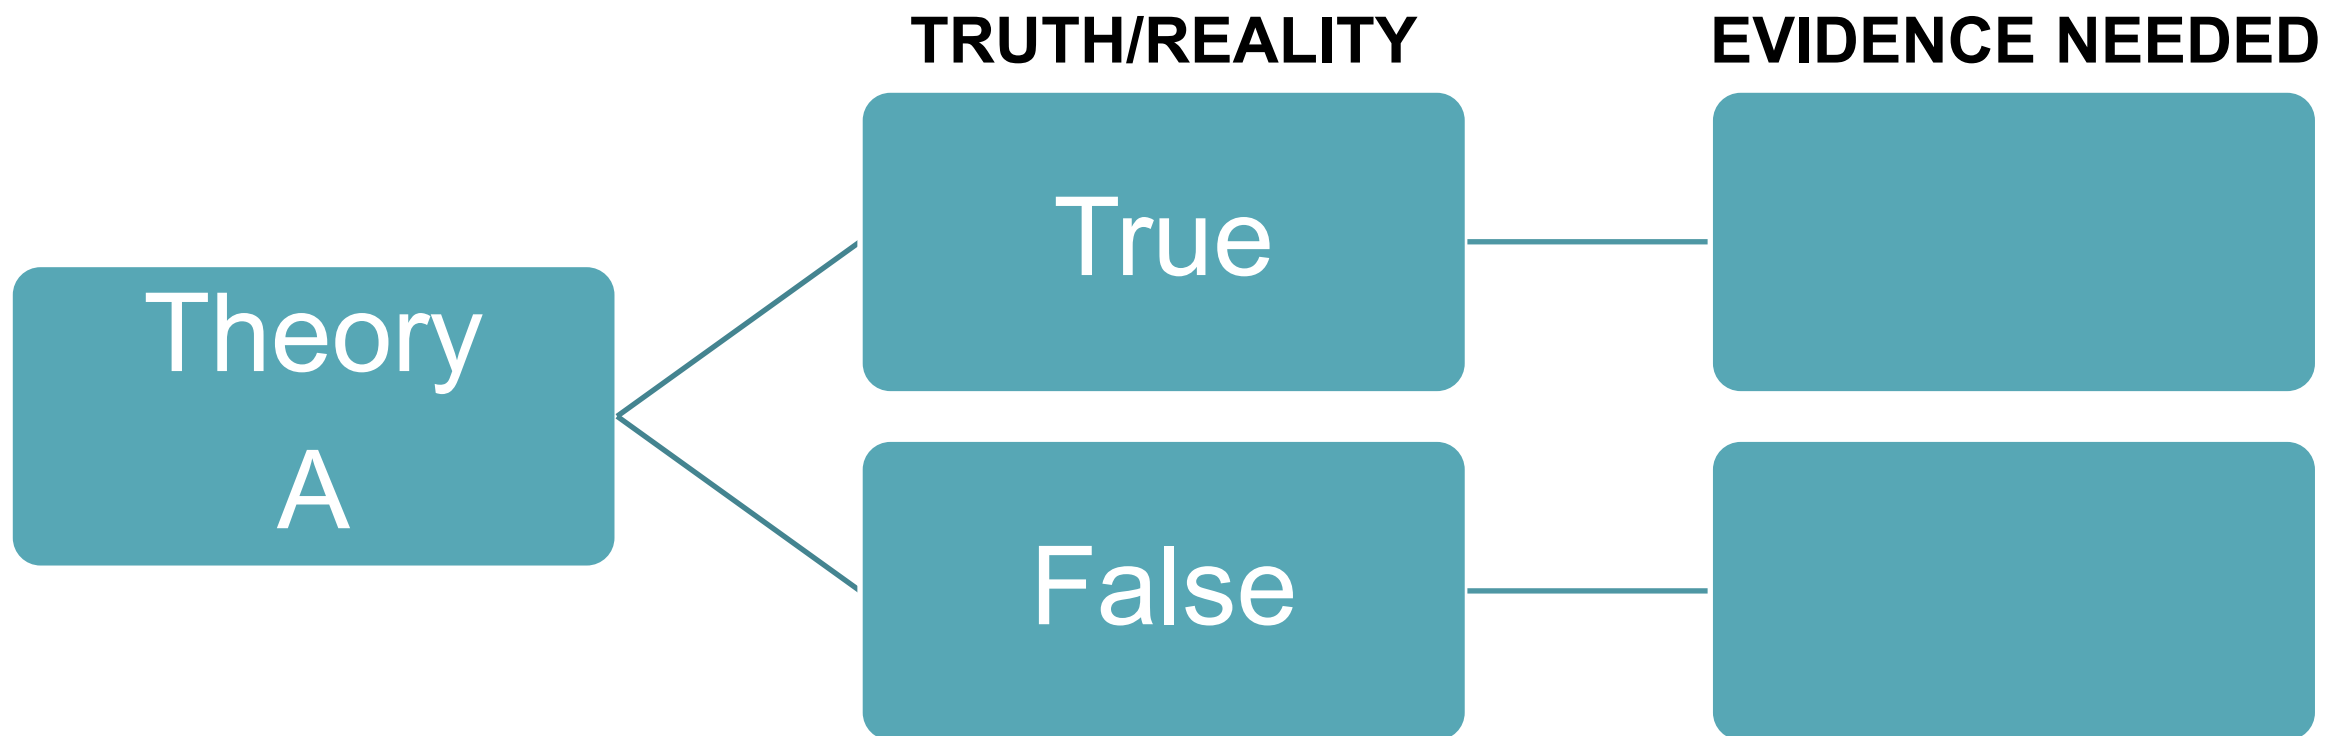 TRUTH/REALITY
EVIDENCE NEEDED
Theory
A
True
False